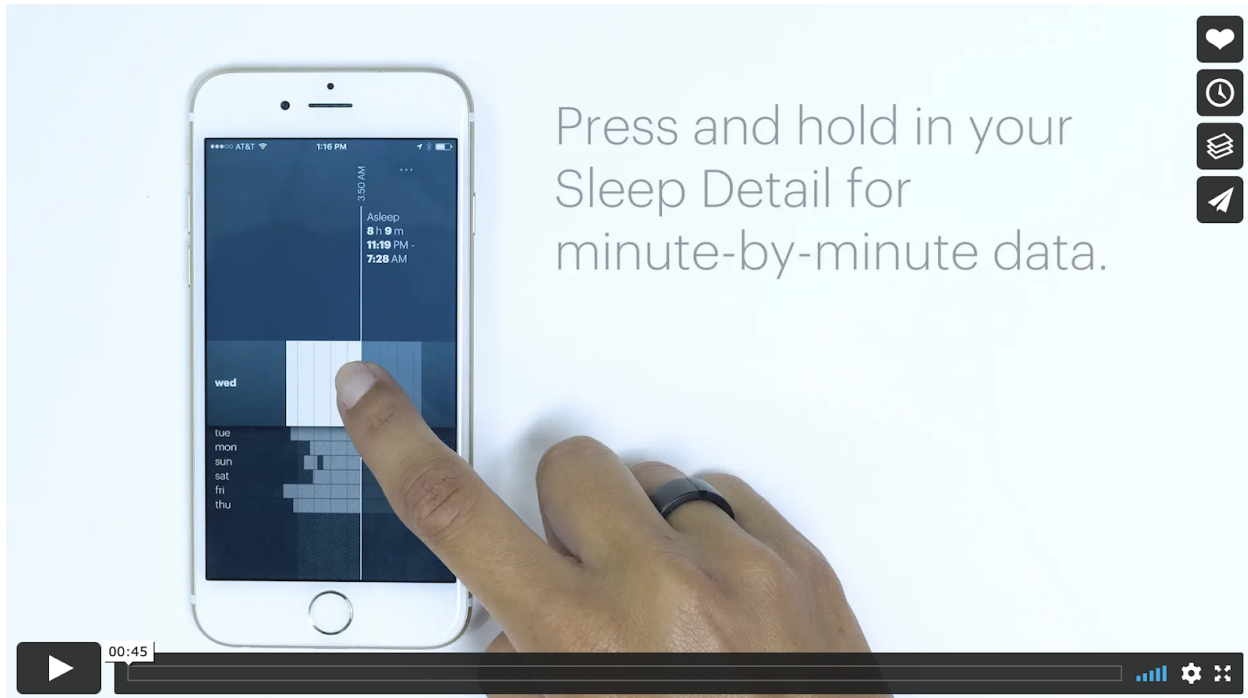 Press and hold in your
Sleep Detail for
minute-by-minute data.
AT&T 1:16 PM
3:50 AM
Asleep
8 h 9 m
11:19 PM -
7:28 AM
wed
tue
mon
sun
sat
fri
thu
00:45